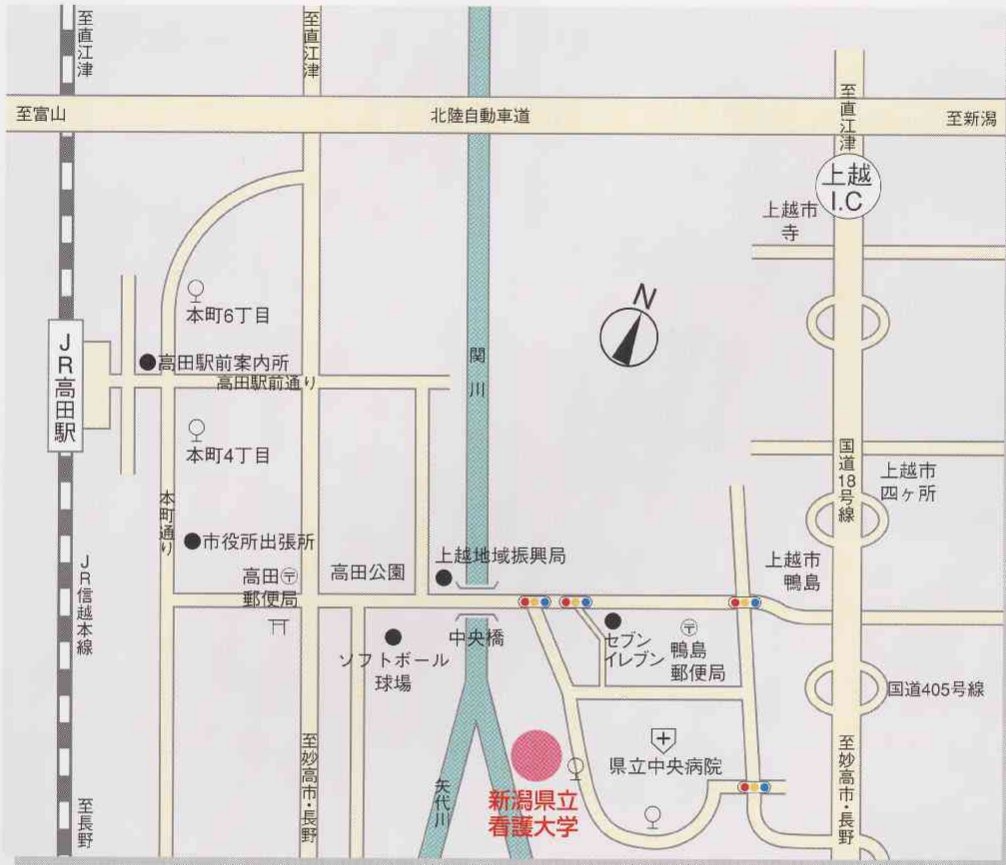 至直江津
至直江津
至富山
北陸自動車道
至直江津
至新潟
上越
I.C
上越市
寺
N
本町6丁目
関川
高田駅前案内所
高田駅前通り
JR高田駅
本町4丁目
国道18号線
上越市
四ヶ所
本町通り
市役所出張所
上越地域振興局
上越市
鴨島
JR信越本線
高田〒
郵便局
高田公園
中央橋
セブン
イレブン
〒
鴨島
郵便局
ソフトボール
球場
国道405号線
県立中央病院
至妙高市・長野
至妙高市・長野
矢代川
新潟県立
看護大学
至長野